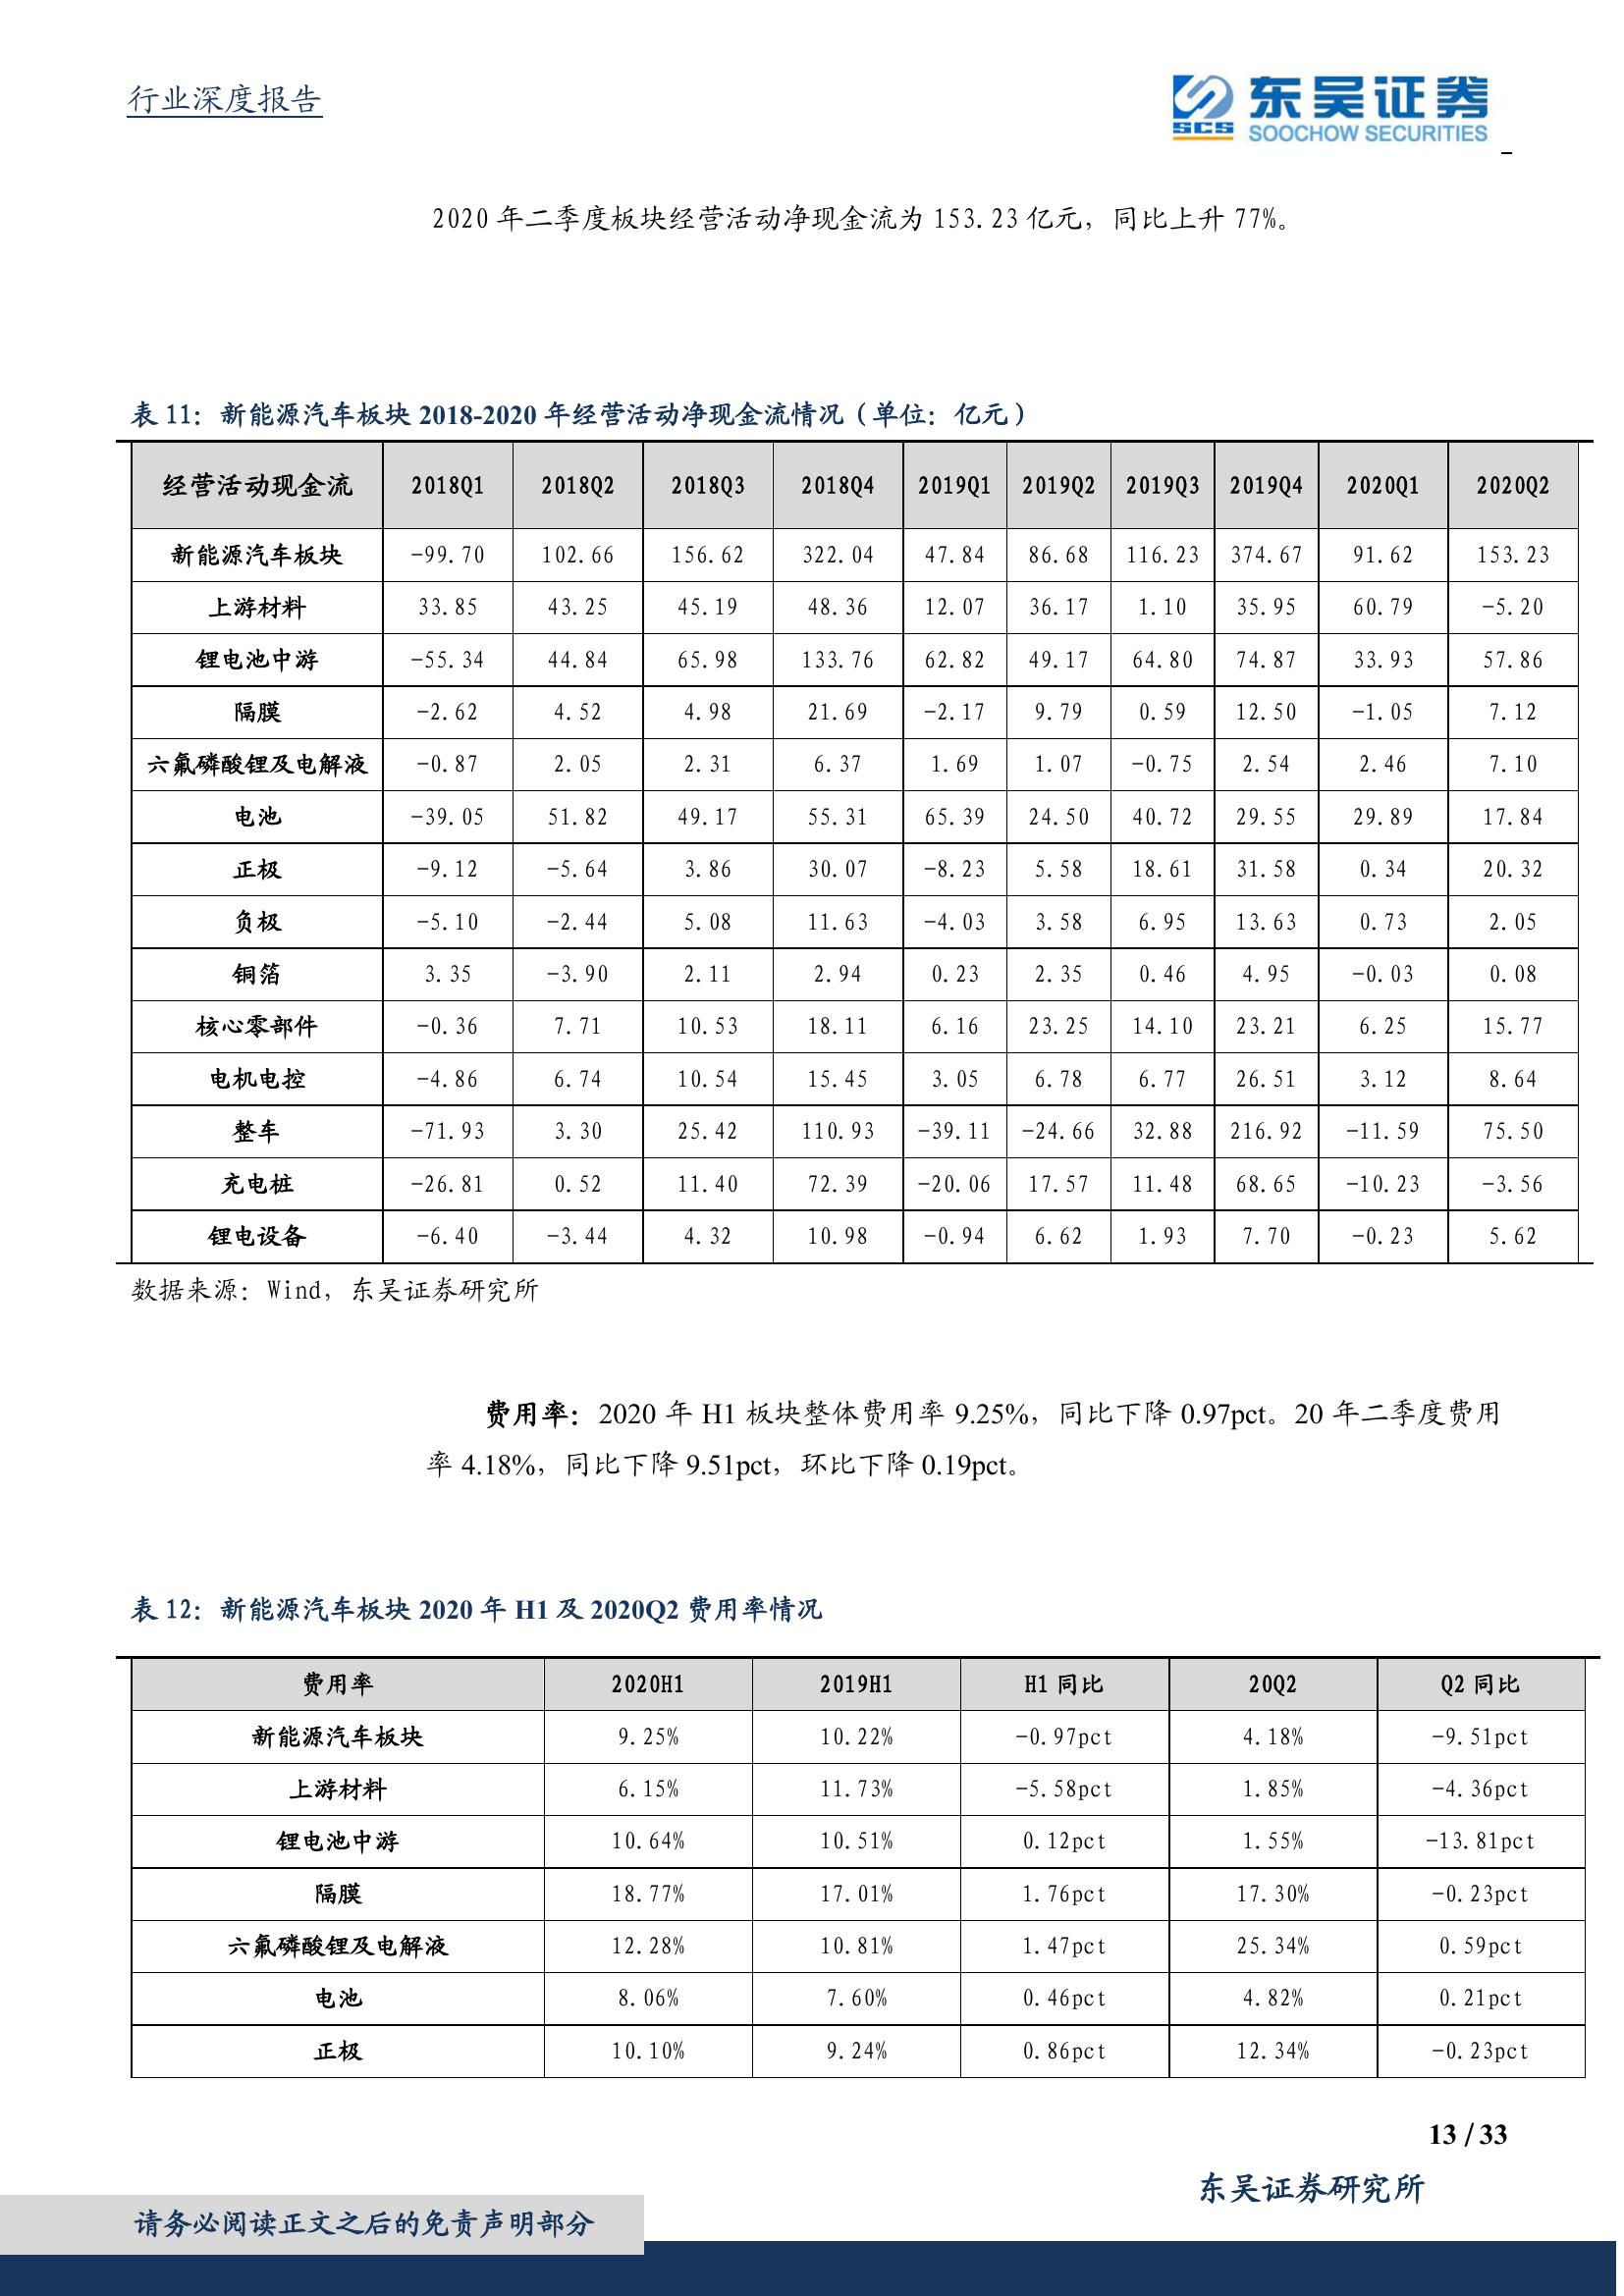 行业深度报告
SCS 东吴证券
SOOCHOW SECURITIES
2020 年二季度板块经营活动净现金流为 153.23 亿元，同比上升 77%。
表 11：新能源汽车板块 2018-2020 年经营活动净现金流情况（单位：亿元）
经营活动现金流 2018Q1 2018Q2 2018Q3 2018Q4 2019Q1 2019Q2 2019Q3 2019Q4 2020Q1 2020Q2
新能源汽车板块 -99.70 102.66 156.62 322.04 47.84 86.68 116.23 374.67 91.62 153.23
上游材料 33.85 43.25 45.19 48.36 12.07 36.17 1.10 35.95 60.79 -5.20
锂电池中游 -55.34 44.84 65.98 133.76 62.82 49.17 64.80 74.87 33.93 57.86
隔膜 -2.62 4.52 4.98 21.69 -2.17 9.79 0.59 12.50 -1.05 7.12
六氟磷酸锂及电解液 -0.87 2.05 2.31 6.37 1.69 1.07 -0.75 2.54 2.46 7.10
电池 -39.05 51.82 49.17 55.31 65.39 24.50 40.72 29.55 29.89 17.84
正极 -9.12 -5.64 3.86 30.07 -8.23 5.58 18.61 31.58 0.34 20.32
负极 -5.10 -2.44 5.08 11.63 -4.03 3.58 6.95 13.63 0.73 2.05
铜箔 3.35 -3.90 2.11 2.94 0.23 2.35 0.46 4.95 -0.03 0.08
核心零部件 -0.36 7.71 10.53 18.11 6.16 23.25 14.10 23.21 6.25 15.77
电机电控 -4.86 6.74 10.54 15.45 3.05 6.78 6.77 26.51 3.12 8.64
整车 -71.93 3.30 25.42 110.93 -39.11 -24.66 32.88 216.92 -11.59 75.50
充电桩 -26.81 0.52 11.40 72.39 -20.06 17.57 11.48 68.65 -10.23 -3.56
锂电设备 -6.40 -3.44 4.32 10.98 -0.94 6.62 1.93 7.70 -0.23 5.62
数据来源：Wind，东吴证券研究所
费用率：2020 年 H1 板块整体费用率 9.25%，同比下降 0.97pct。20 年二季度费用
率 4.18%，同比下降 9.51pct，环比下降 0.19pct。
表 12：新能源汽车板块 2020 年 H1 及 2020Q2 费用率情况
费用率 2020H1 2019H1 H1 同比 20Q2 Q2 同比
新能源汽车板块 9.25% 10.22% -0.97pct 4.18% -9.51pct
上游材料 6.15% 11.73% -5.58pct 1.85% -4.36pct
锂电池中游 10.64% 10.51% 0.12pct 1.55% -13.81pct
隔膜 18.77% 17.01% 1.76pct 17.30% -0.23pct
六氟磷酸锂及电解液 12.28% 10.81% 1.47pct 25.34% 0.59pct
电池 8.06% 7.60% 0.46pct 4.82% 0.21pct
正极 10.10% 9.24% 0.86pct 12.34% -0.23pct
13 / 33
东吴证券研究所
请务必阅读正文之后的免责声明部分